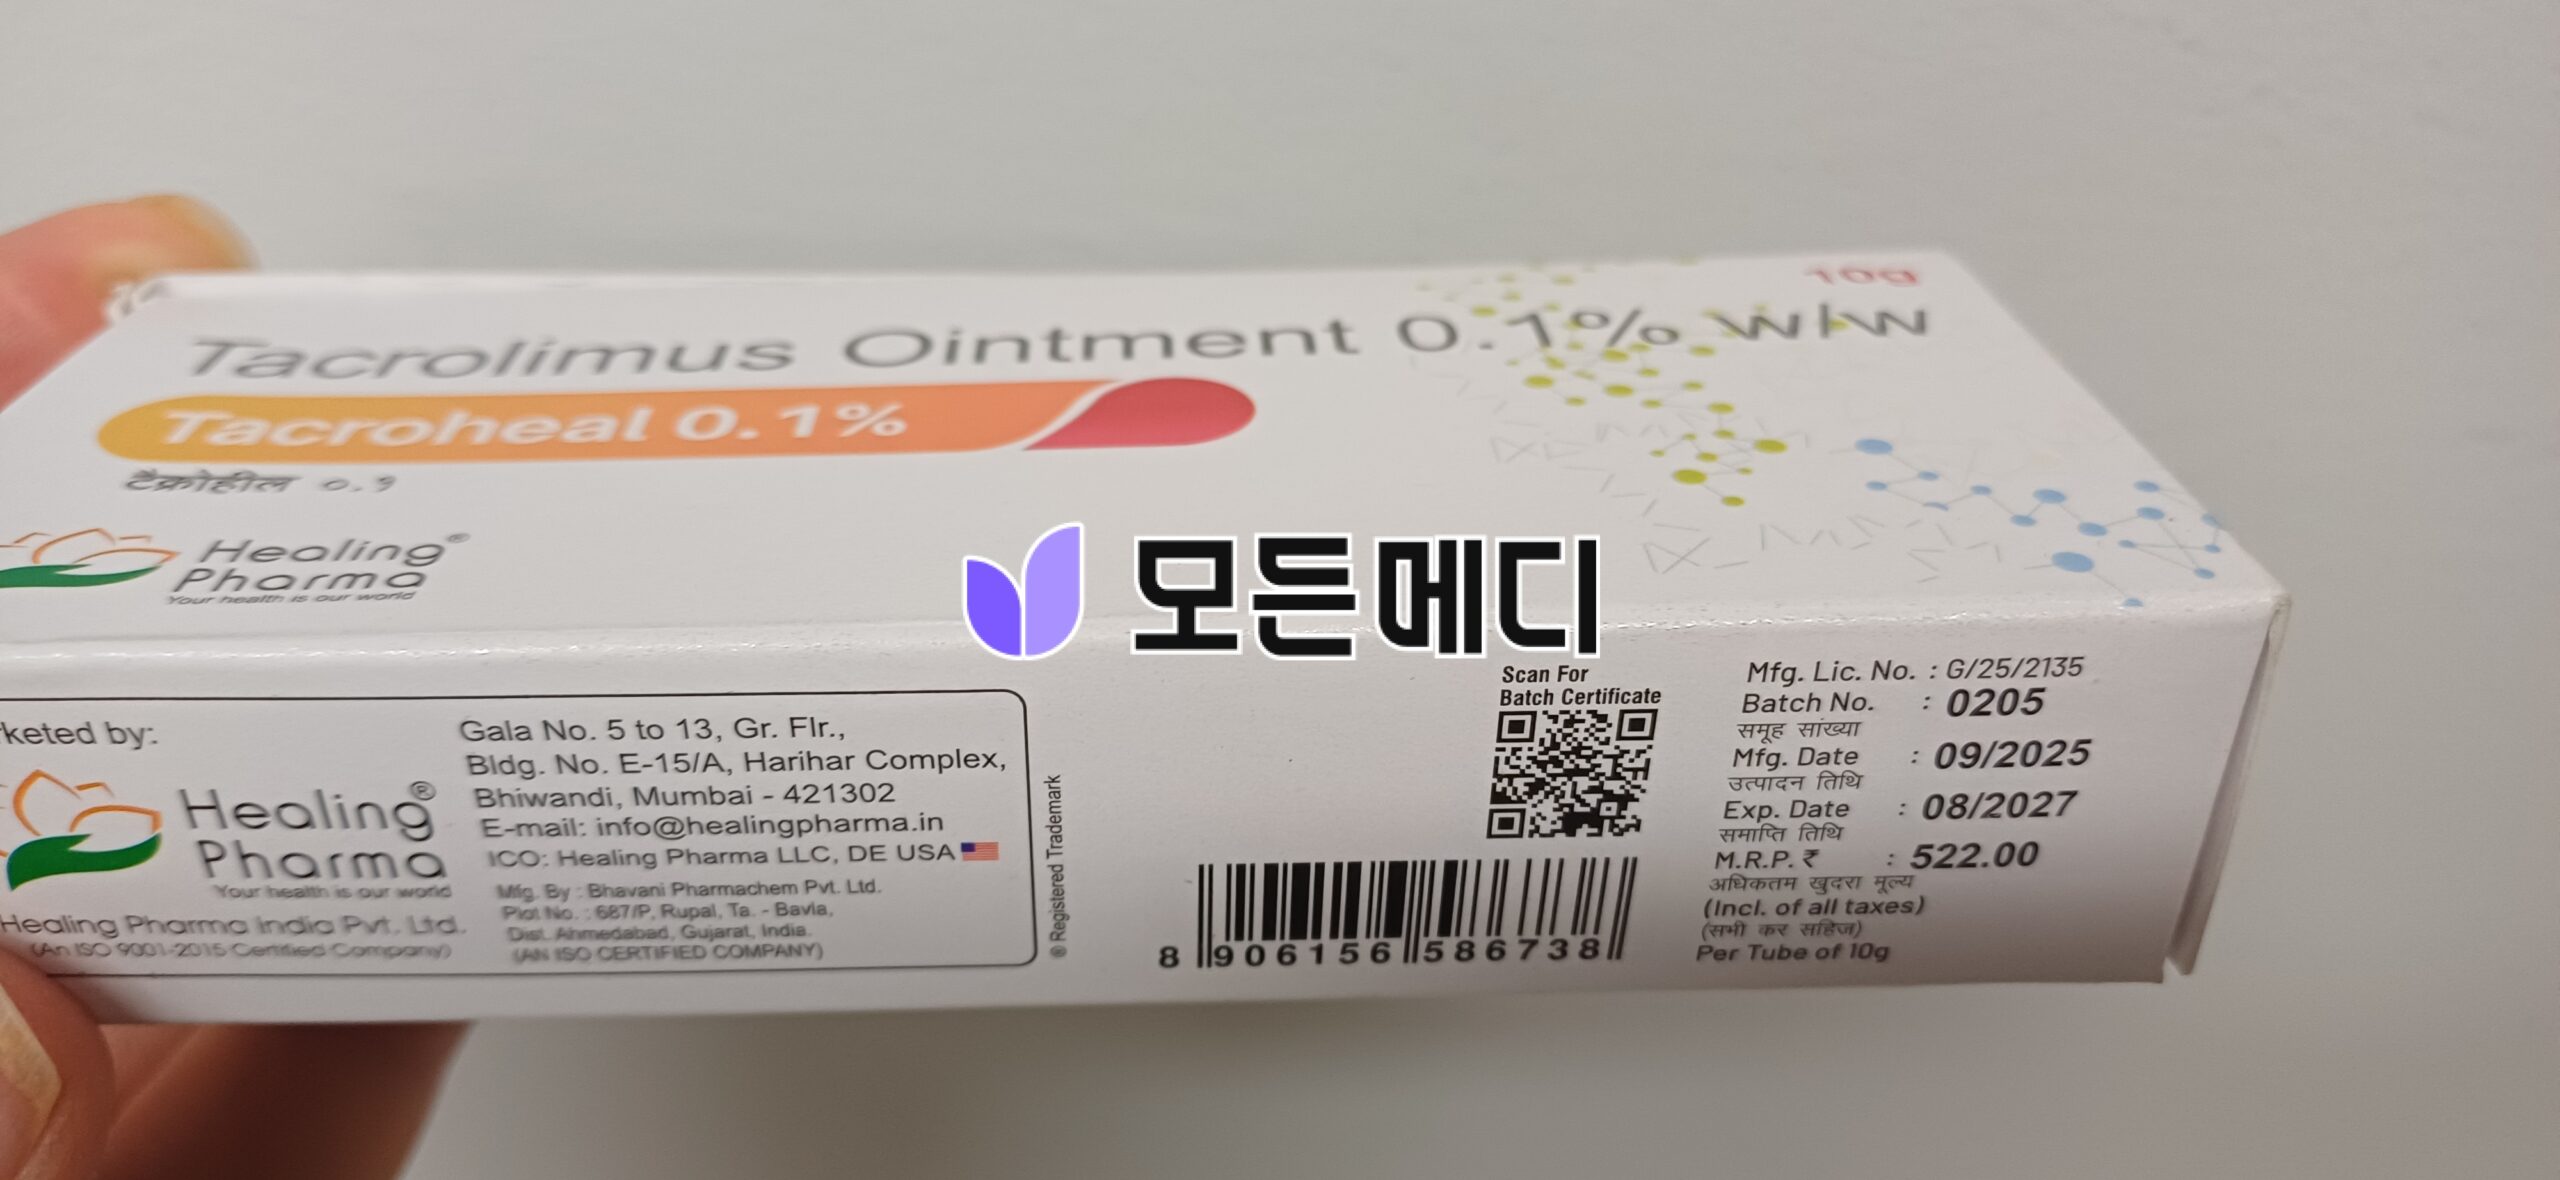 10g
Tacrolimus Ointment 0.1% w/w
Tacroheal 0.1%
टैक्रोहील ०.१
Healing®
Pharma
Your health is our world
모든메디
keted by:
Healing®
Pharma
Your health is our world
Healing Pharma India Pvt. Ltd.
(An ISO 9001-2015 Certified Company)
Gala No. 5 to 13, Gr. Flr.,
Bldg. No. E-15/A, Harihar Complex,
Bhiwandi, Mumbai - 421302
E-mail: info@healingpharma.in
ICO: Healing Pharma LLC, DE USA
Mfg. By : Bhavani Pharmachem Pvt. Ltd.
Plot No. : 687/P, Rupal, Ta. - Bavla,
Dist. Ahmedabad, Gujarat, India.
(AN ISO CERTIFIED COMPANY)
® Registered Trademark
Scan For
Batch Certificate
8 906156 586738
Mfg. Lic. No. : G/25/2135
Batch No. : 0205
समूह सांख्या
Mfg. Date : 09/2025
उत्पादन तिथि
Exp. Date : 08/2027
समाप्ति तिथि
M.R.P. ₹ : 522.00
अधिकतम खुदरा मूल्य
(Incl. of all taxes)
(सभी कर सहिज)
Per Tube of 10g